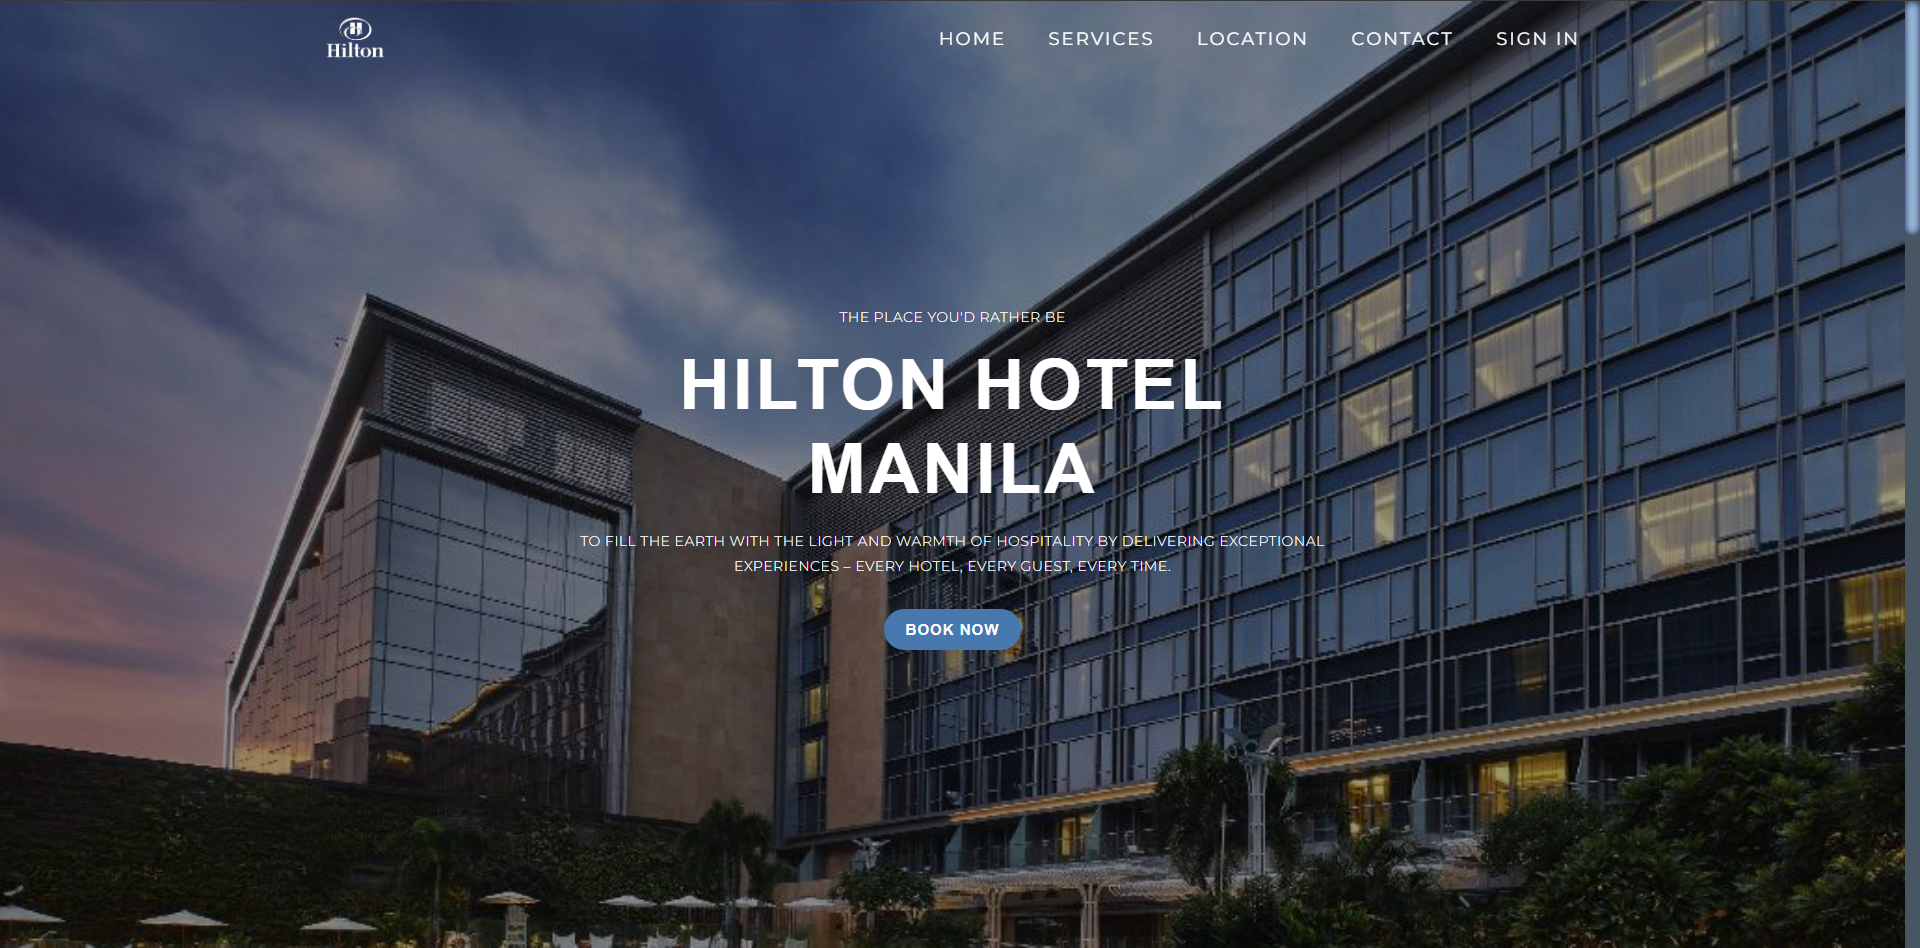 Hilton
HOME SERVICES LOCATION CONTACT SIGN IN
THE PLACE YOU'D RATHER BE
HILTON HOTEL
MANILA
TO FILL THE EARTH WITH THE LIGHT AND WARMTH OF HOSPITALITY BY DELIVERING EXCEPTIONAL
EXPERIENCES – EVERY HOTEL, EVERY GUEST, EVERY TIME.
BOOK NOW